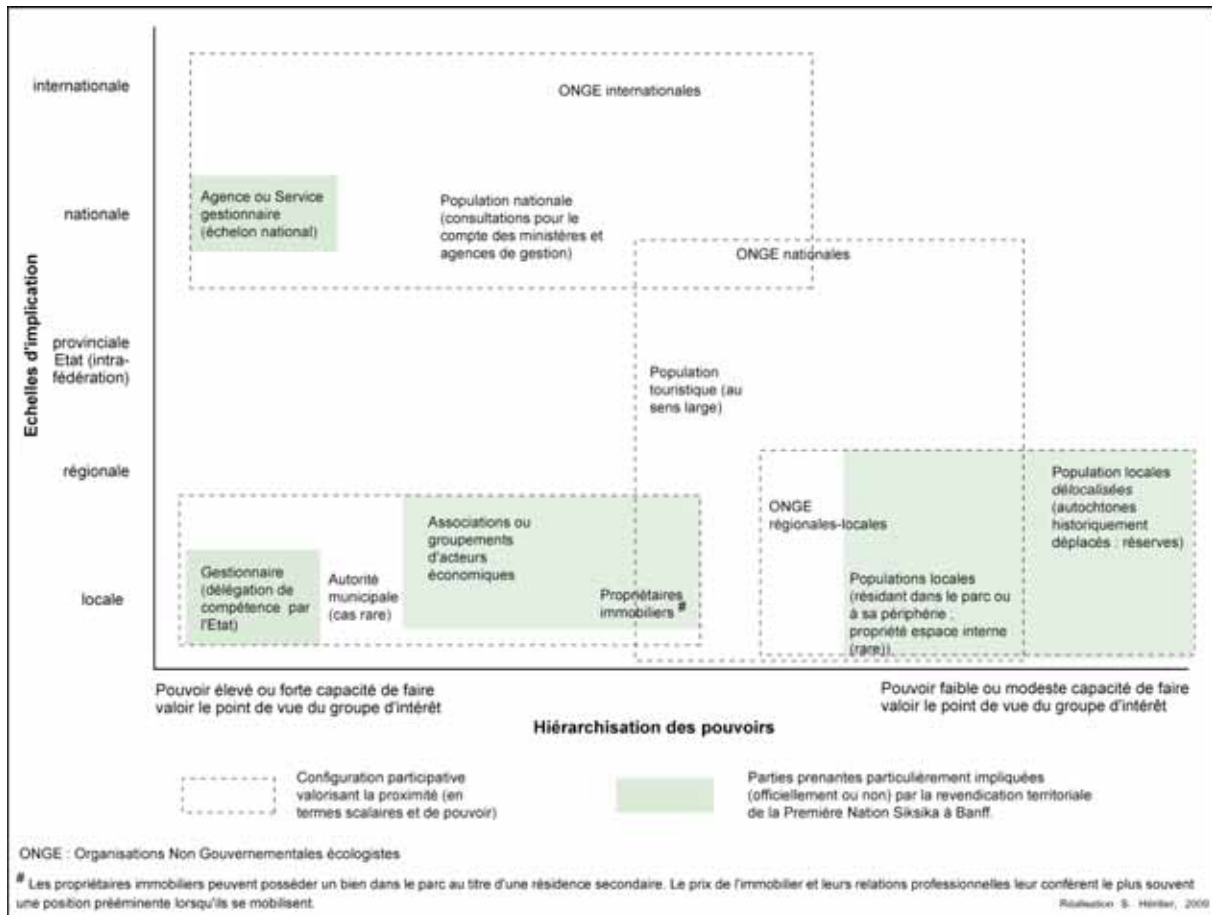 internationale
ONGE internationales
Agence ou Service
gestionnaire
(échelon national)
nationale
Population nationale
(consultations pour le
compte des ministères et
agences de gestion)
ONGE nationales
Echelles d'implication
provinciale
Etat (intra-
fédération)
Population
touristique (au
sens large)
régionale
Population locales
délocalisées
(autochtones
historiquement
déplacés : réserves)
ONGE
régionales-locales
Associations ou
groupements
d'acteurs
économiques
locale
Gestionnaire
(délégation de
compétence par
l'Etat)
Autorité
municipale
(cas rare)
Propriétaires
immobiliers #
Populations locales
(résidant dans le parc ou
à sa périphérie ;
propriété espace interne
(rare))
Pouvoir élevé ou forte capacité de faire
valoir le point de vue du groupe d'intérêt
Pouvoir faible ou modeste capacité de faire
valoir le point de vue du groupe d'intérêt
Hiérarchisation des pouvoirs
Configuration participative
valorisant la proximité (en
termes scalaires et de pouvoir)
Parties prenantes particulièrement impliquées
(officiellement ou non) par la revendication territoriale
de la Première Nation Siksika à Banff.
ONGE : Organisations Non Gouvernementales écologistes
# Les propriétaires immobiliers peuvent posséder un bien dans le parc au titre d'une résidence secondaire. Le prix de l'immobilier et leurs relations professionnelles leur confèrent le plus souvent
une position prééminente lorsqu'ils se mobilisent.
Réalisation S. Héritier, 2009